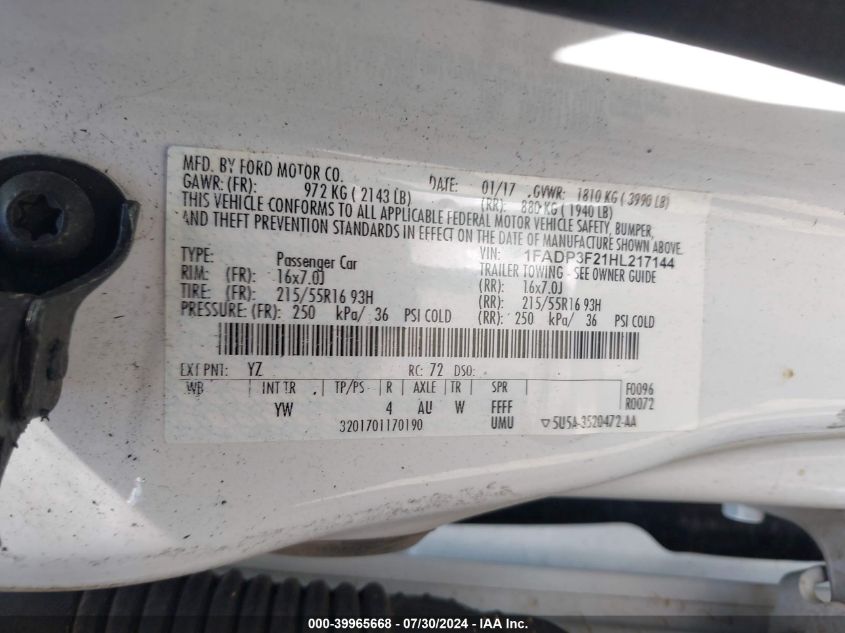 MFD. BY FORD MOTOR CO.
DATE: 01/17 GVWR: 1810 KG ( 3990 LB)
GAWR: (FR): 972 KG ( 2143 LB) (RR): 880 KG ( 1940 LB)
THIS VEHICLE CONFORMS TO ALL APPLICABLE FEDERAL MOTOR VEHICLE SAFETY, BUMPER,
AND THEFT PREVENTION STANDARDS IN EFFECT ON THE DATE OF MANUFACTURE SHOWN ABOVE.
VIN: 1FADP3F21HL217144
TYPE: Passenger Car TRAILER TOWING - SEE OWNER GUIDE
RIM: (FR): 16x7.0J (RR): 16x7.0J
TIRE: (FR): 215/55R16 93H (RR): 215/55R16 93H
PRESSURE: (FR): 250 kPa/ 36 PSI COLD (RR): 250 kPa/ 36 PSI COLD
EXT PNT: YZ RC: 72 DSO:
WB INT TR TP/PS R AXLE TR SPR F0096
YW 4 AU W FFFF R0072
3201701170190 UMU ▽5U5A-3520472-AA
000-39965668 - 07/30/2024 - IAA Inc.